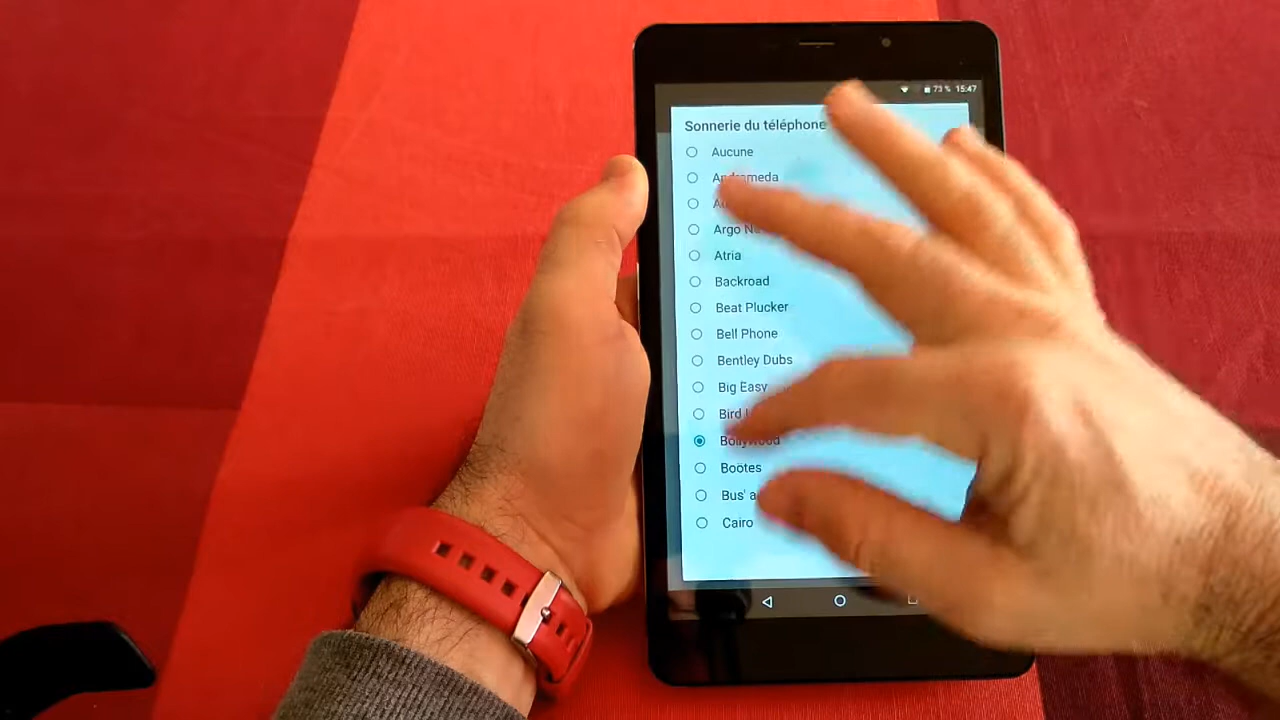 73 % 15:47
Sonnerie du téléphone
Aucune
Andromeda
Argo
Atria
Backroad
Beat Plucker
Bell Phone
Bentley Dubs
Big Easy
Bird
Bollywood
Bootes
Bus'
Cairo